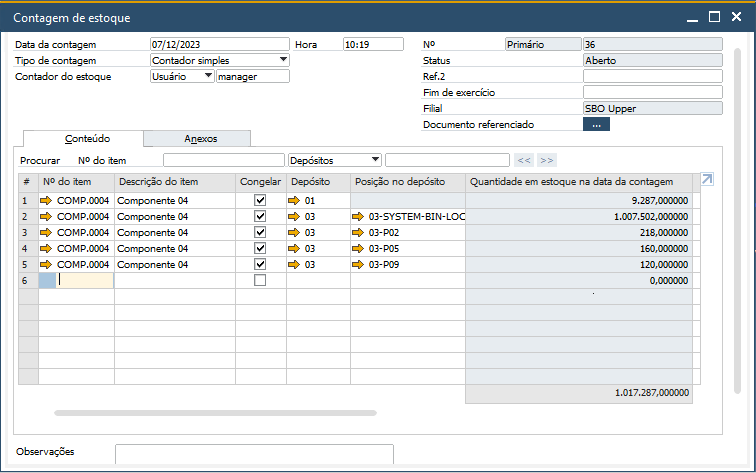 Contagem de estoque
Data da contagem 07/12/2023 Hora 10:19 Nº Primário 36
Tipo de contagem Contador simples Status Aberto
Contador do estoque Usuário manager Ref.2
Fim de exercício
Filial SBO Upper
Documento referenciado ...
Conteúdo Anexos
Procurar Nº do item Depósitos << >>
# Nº do item Descrição do item Congelar Depósito Posição no depósito Quantidade em estoque na data da contagem
1 COMP.0004 Componente 04 01 9.287,000000
2 COMP.0004 Componente 04 03 03-SYSTEM-BIN-LOC 1.007.502,000000
3 COMP.0004 Componente 04 03 03-P02 218,000000
4 COMP.0004 Componente 04 03 03-P05 160,000000
5 COMP.0004 Componente 04 03 03-P09 120,000000
6 0,000000
1.017.287,000000
Observações